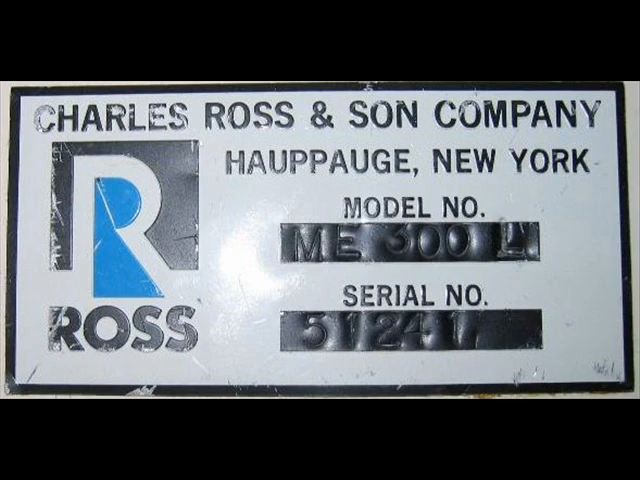 CHARLES ROSS & SON COMPANY
HAUPPAUGE, NEW YORK
MODEL NO.
ME 300 L
SERIAL NO.
51241
ROSS